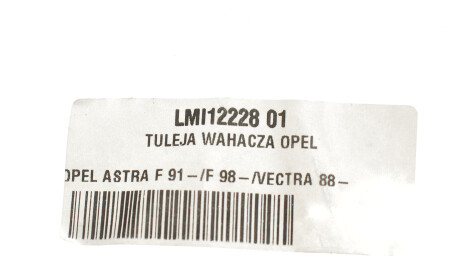 LMI12228 01
TULEJA WAHACZA OPEL
OPEL ASTRA F 91-/F 98-/VECTRA 88-